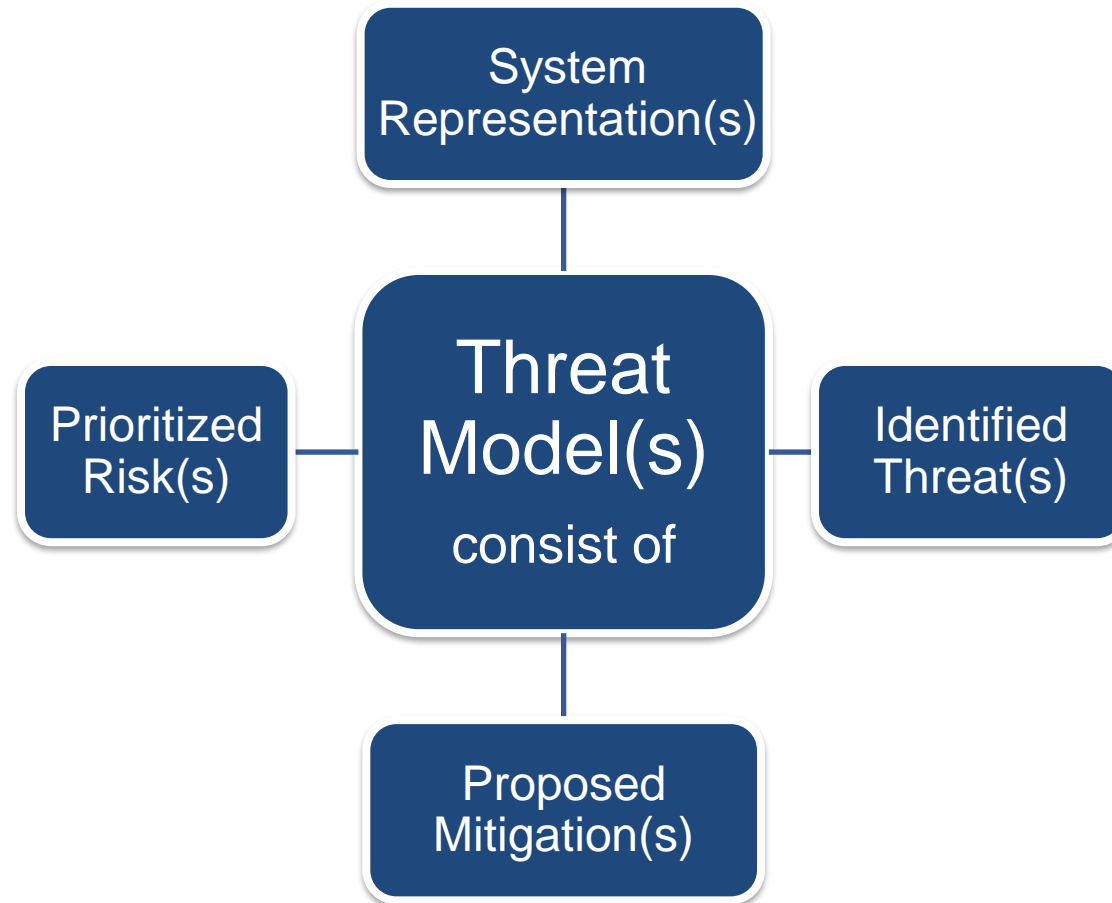 System
Representation(s)
Threat
Model(s)
consist of
Prioritized
Risk(s)
Identified
Threat(s)
Proposed
Mitigation(s)